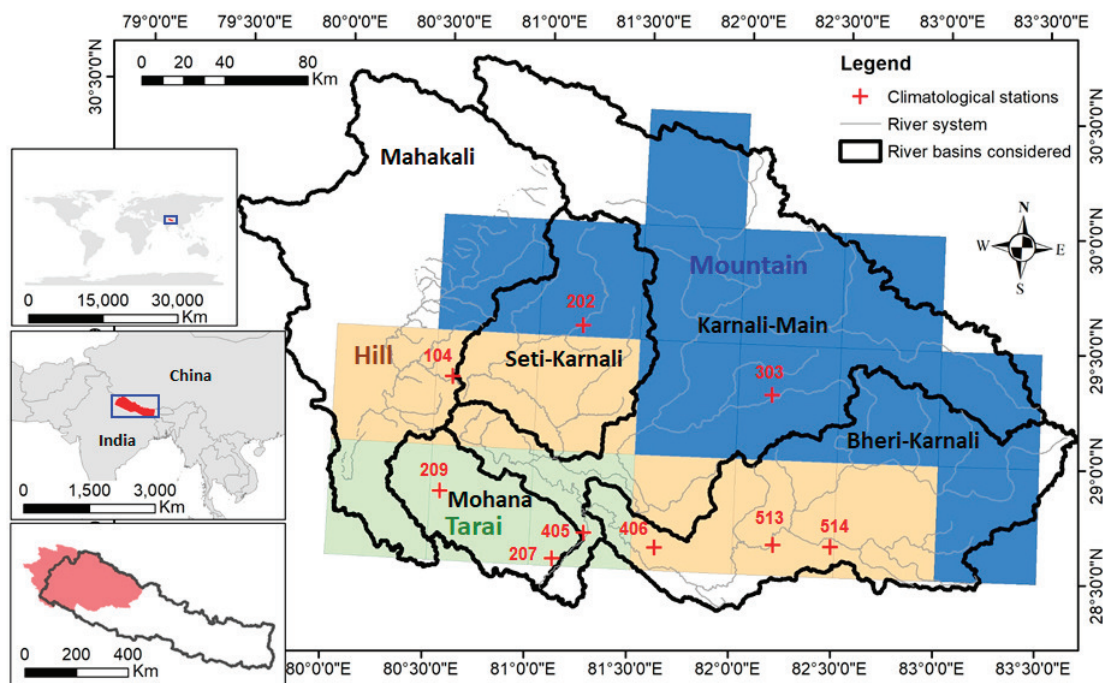 79°0'0"E 79°30'0"E 80°0'0"E 80°30'0"E 81°0'0"E 81°30'0"E 82°0'0"E 82°30'0"E 83°0'0"E 83°30'0"E
0 20 40 80
Km
30°30'0"N
30°30'0"N
30°0'0"N
29°30'0"N
29°0'0"N
28°30'0"N
Legend
Climatological stations
River system
River basins considered
N
W E
S
Mahakali
Mountain
202
Karnali-Main
Hill
104
Seti-Karnali
303
Bheri-Karnali
209
Mohana
Tarai
405
207
406
513
514
0 15,000 30,000
Km
China
India
0 1,500 3,000
Km
0 200 400
Km
80°0'0"E 80°30'0"E 81°0'0"E 81°30'0"E 82°0'0"E 82°30'0"E 83°0'0"E 83°30'0"E